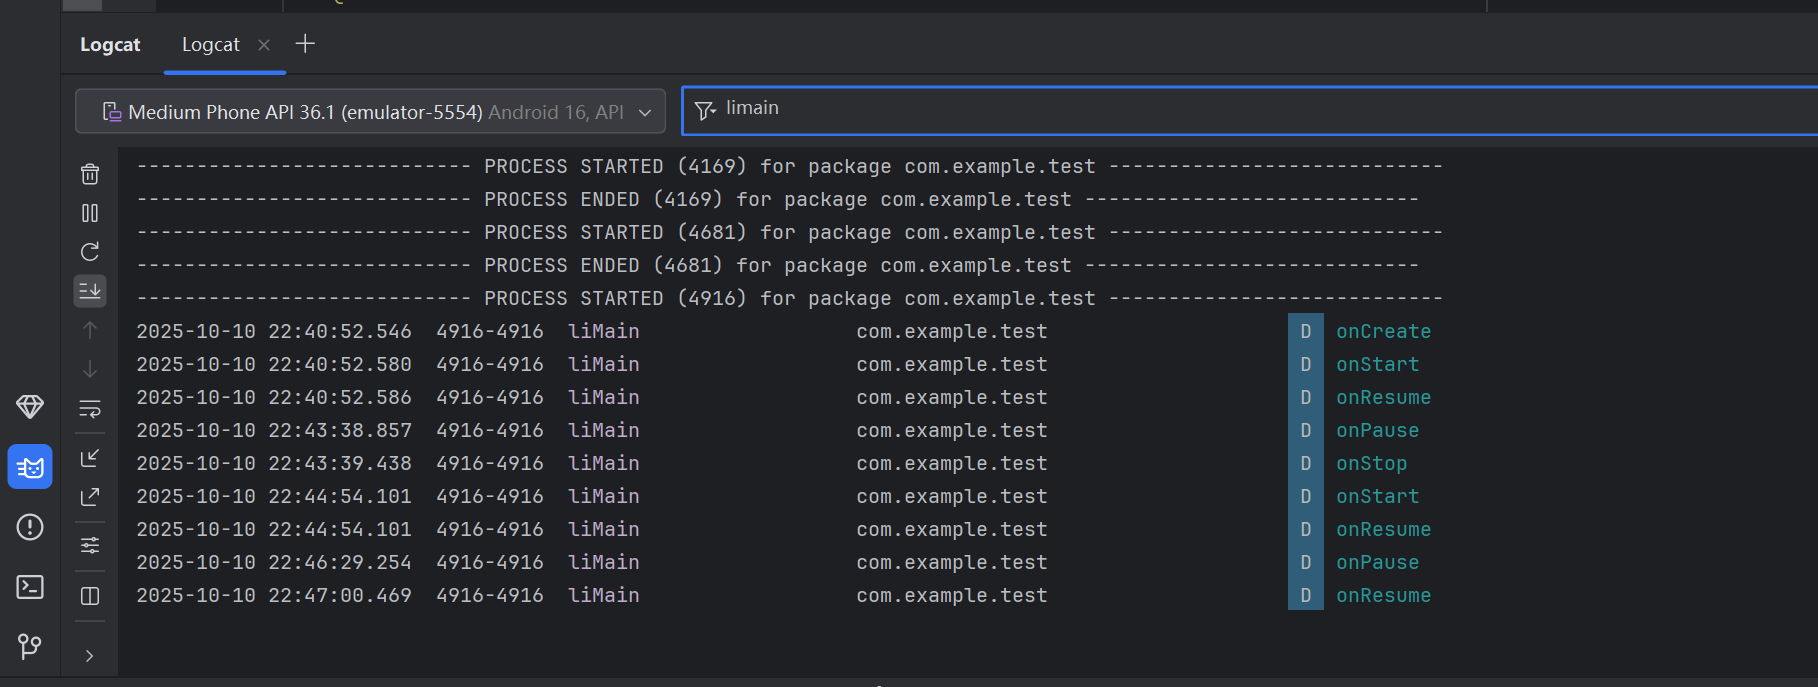 Logcat Logcat
Medium Phone API 36.1 (emulator-5554) Android 16, API limain
---------------------------- PROCESS STARTED (4169) for package com.example.test ----------------------------
---------------------------- PROCESS ENDED (4169) for package com.example.test ----------------------------
---------------------------- PROCESS STARTED (4681) for package com.example.test ----------------------------
---------------------------- PROCESS ENDED (4681) for package com.example.test ----------------------------
---------------------------- PROCESS STARTED (4916) for package com.example.test ----------------------------
2025-10-10 22:40:52.546 4916-4916 liMain com.example.test D onCreate
2025-10-10 22:40:52.580 4916-4916 liMain com.example.test D onStart
2025-10-10 22:40:52.586 4916-4916 liMain com.example.test D onResume
2025-10-10 22:43:38.857 4916-4916 liMain com.example.test D onPause
2025-10-10 22:43:39.438 4916-4916 liMain com.example.test D onStop
2025-10-10 22:44:54.101 4916-4916 liMain com.example.test D onStart
2025-10-10 22:44:54.101 4916-4916 liMain com.example.test D onResume
2025-10-10 22:46:29.254 4916-4916 liMain com.example.test D onPause
2025-10-10 22:47:00.469 4916-4916 liMain com.example.test D onResume